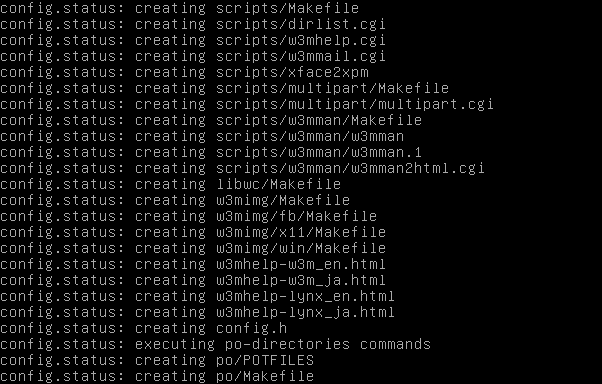 config.status: creating scripts/Makefile
config.status: creating scripts/dirlist.cgi
config.status: creating scripts/w3mhelp.cgi
config.status: creating scripts/w3mmail.cgi
config.status: creating scripts/xface2xpm
config.status: creating scripts/multipart/Makefile
config.status: creating scripts/multipart/multipart.cgi
config.status: creating scripts/w3mman/Makefile
config.status: creating scripts/w3mman/w3mman
config.status: creating scripts/w3mman/w3mman.1
config.status: creating scripts/w3mman/w3mman2html.cgi
config.status: creating libwc/Makefile
config.status: creating w3mimg/Makefile
config.status: creating w3mimg/fb/Makefile
config.status: creating w3mimg/x11/Makefile
config.status: creating w3mimg/win/Makefile
config.status: creating w3mhelp-w3m_en.html
config.status: creating w3mhelp-w3m_ja.html
config.status: creating w3mhelp-lynx_en.html
config.status: creating w3mhelp-lynx_ja.html
config.status: creating config.h
config.status: executing po-directories commands
config.status: creating po/POTFILES
config.status: creating po/Makefile